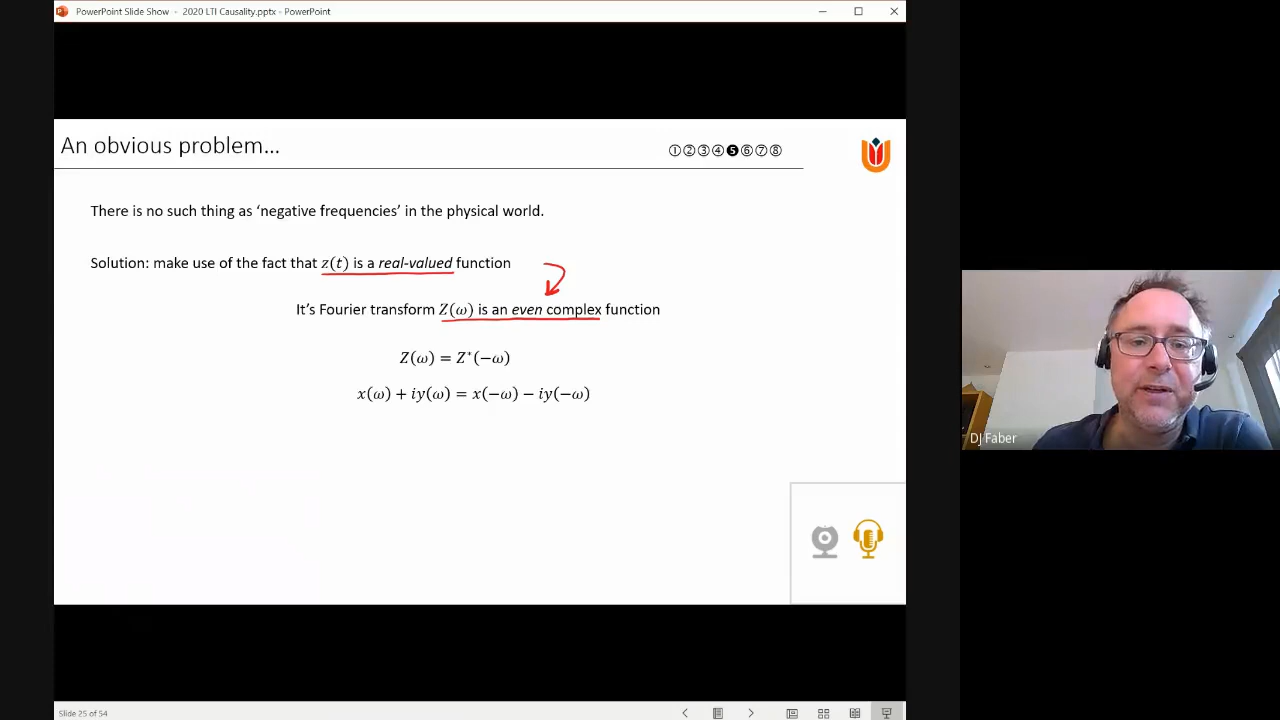 PowerPoint Slide Show - 2020 LTI Causality.pptx - PowerPoint
An obvious problem...
①②③④❺⑥⑦⑧
There is no such thing as ‘negative frequencies’ in the physical world.
Solution: make use of the fact that z(t) is a real-valued function
It’s Fourier transform Z(ω) is an even complex function
Z(ω) = Z*(−ω)
x(ω) + iy(ω) = x(−ω) − iy(−ω)
DJ Faber
Slide 25 of 54